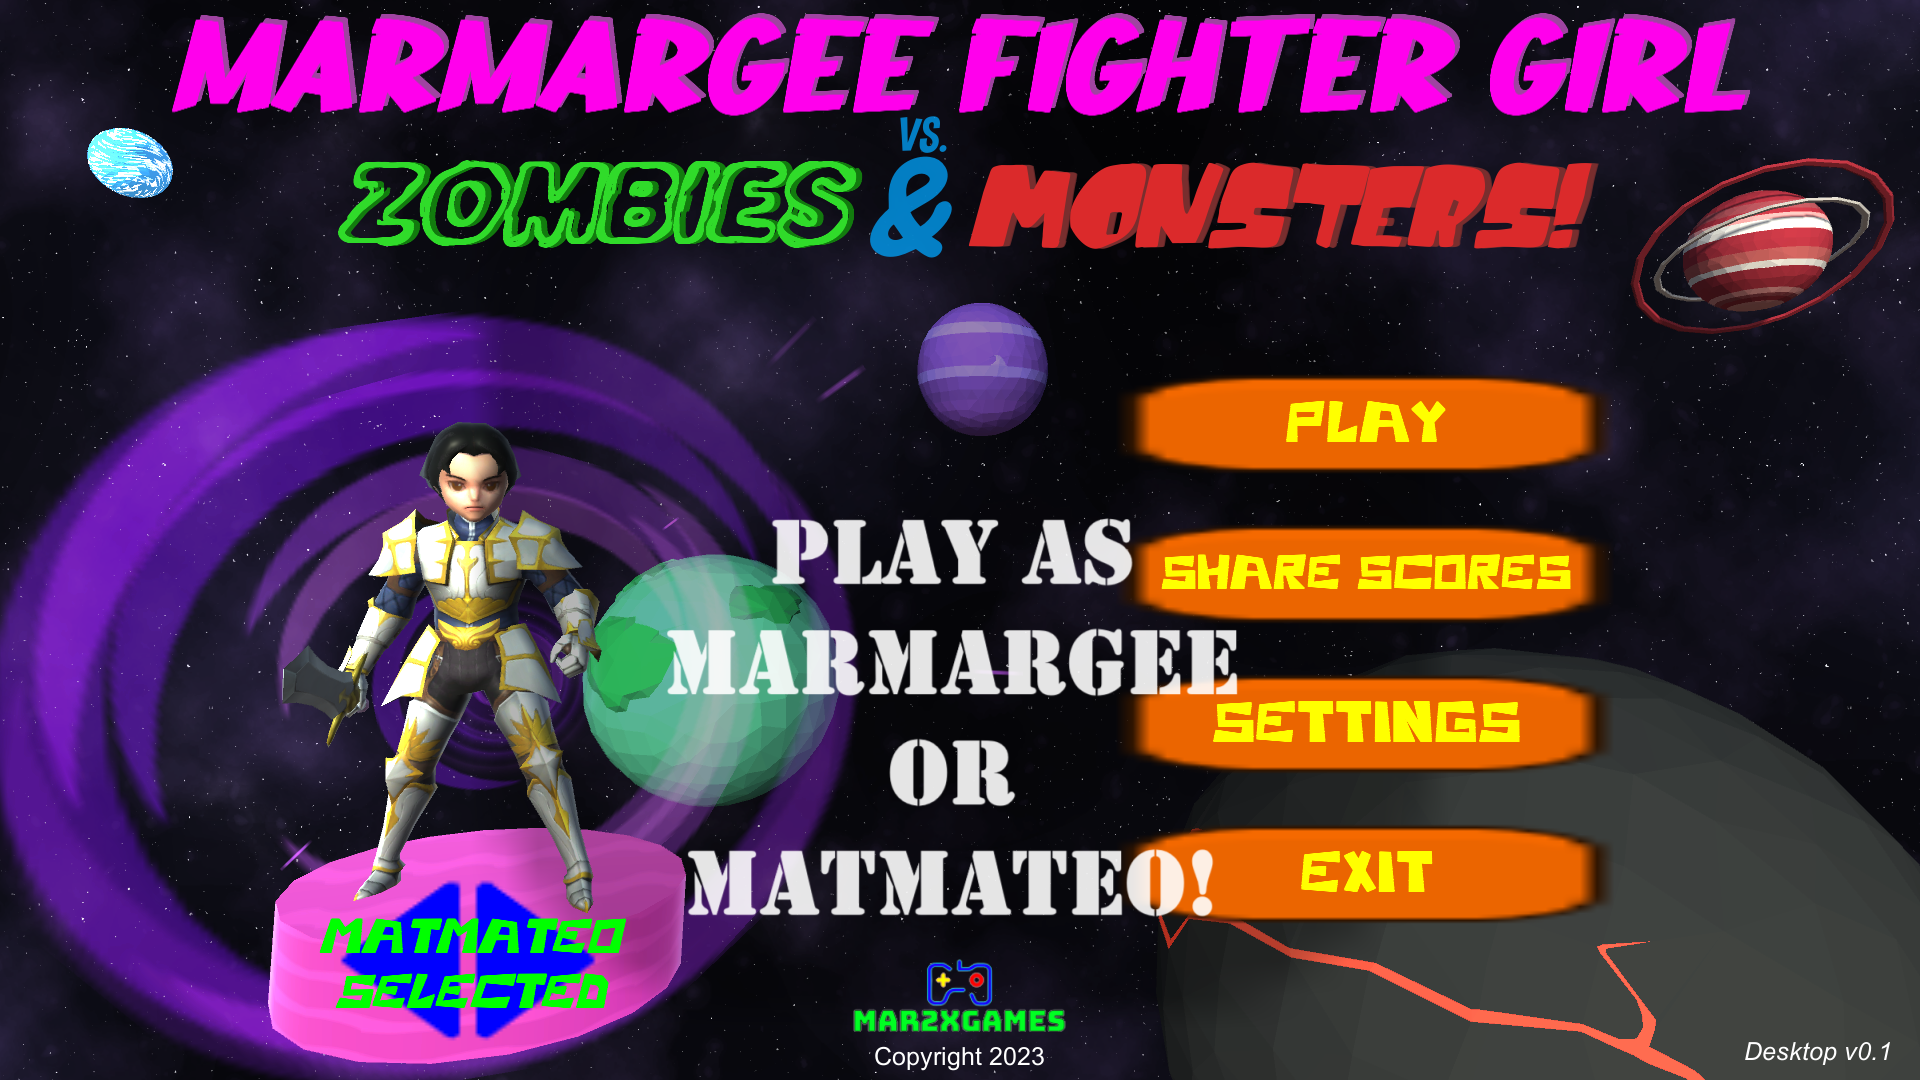 MARMARGEE FIGHTER GIRL
VS.
ZOMBIES & MONSTERS!
PLAY
PLAY AS
SHARE SCORES
MARMARGEE
SETTINGS
OR
MATMATEO!
EXIT
MATMATEO
SELECTED
MAR2XGAMES
Copyright 2023
Desktop v0.1